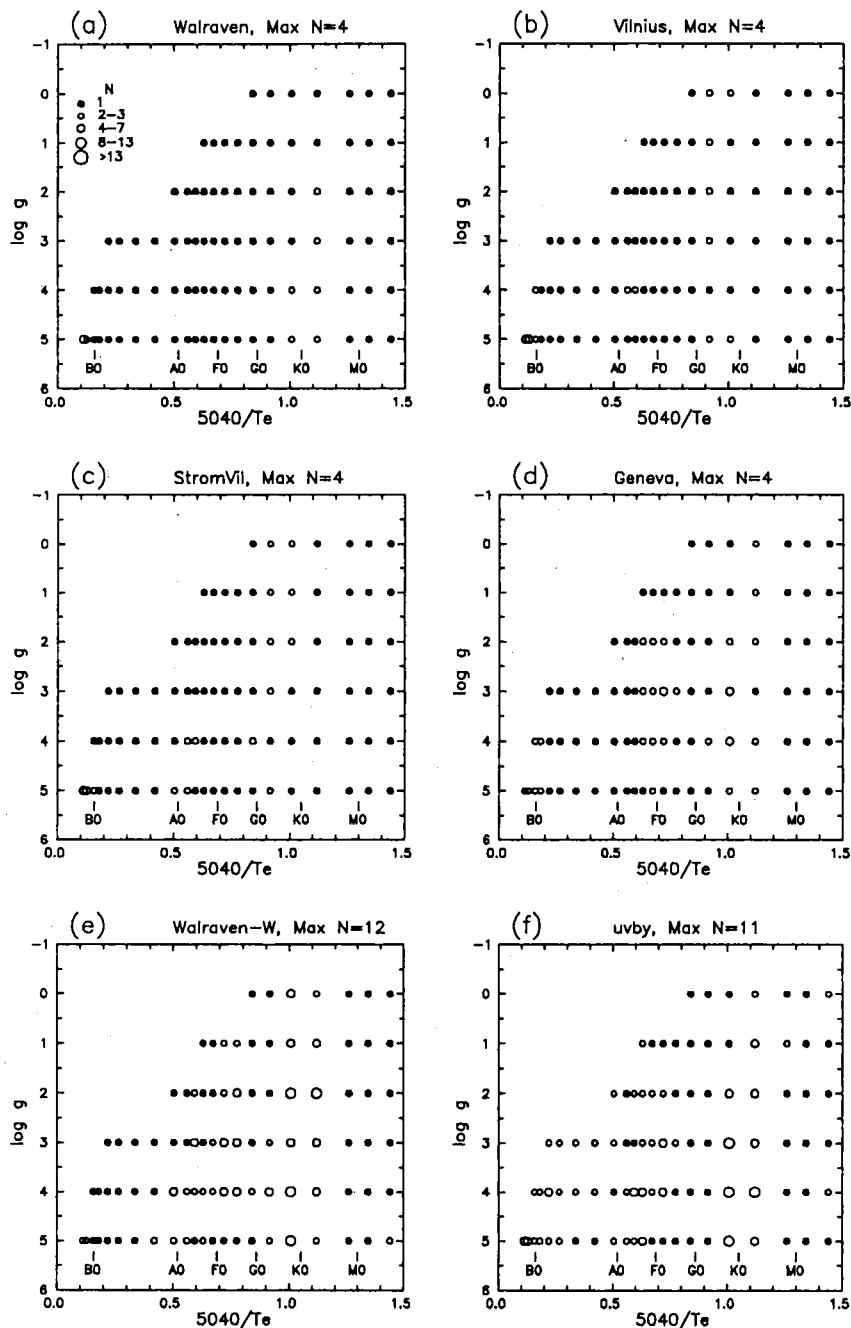 (a) Walraven, Max N=4
-1
0
1
2
3
4
5
6
log g
N
1
2-3
4-7
8-13
>13
B0 A0 F0 G0 K0 M0
0.0 0.5 1.0 1.5
5040/Te
(b) Vilnius, Max N=4
-1
0
1
2
3
4
5
6
log g
B0 A0 F0 G0 K0 M0
0.0 0.5 1.0 1.5
5040/Te
(c) StromVil, Max N=4
-1
0
1
2
3
4
5
6
log g
B0 A0 F0 G0 K0 M0
0.0 0.5 1.0 1.5
5040/Te
(d) Geneva, Max N=4
-1
0
1
2
3
4
5
6
log g
B0 A0 F0 G0 K0 M0
0.0 0.5 1.0 1.5
5040/Te
(e) Walraven-W, Max N=12
-1
0
1
2
3
4
5
6
log g
B0 A0 F0 G0 K0 M0
0.0 0.5 1.0 1.5
5040/Te
(f) uvby, Max N=11
-1
0
1
2
3
4
5
6
log g
B0 A0 F0 G0 K0 M0
0.0 0.5 1.0 1.5
5040/Te